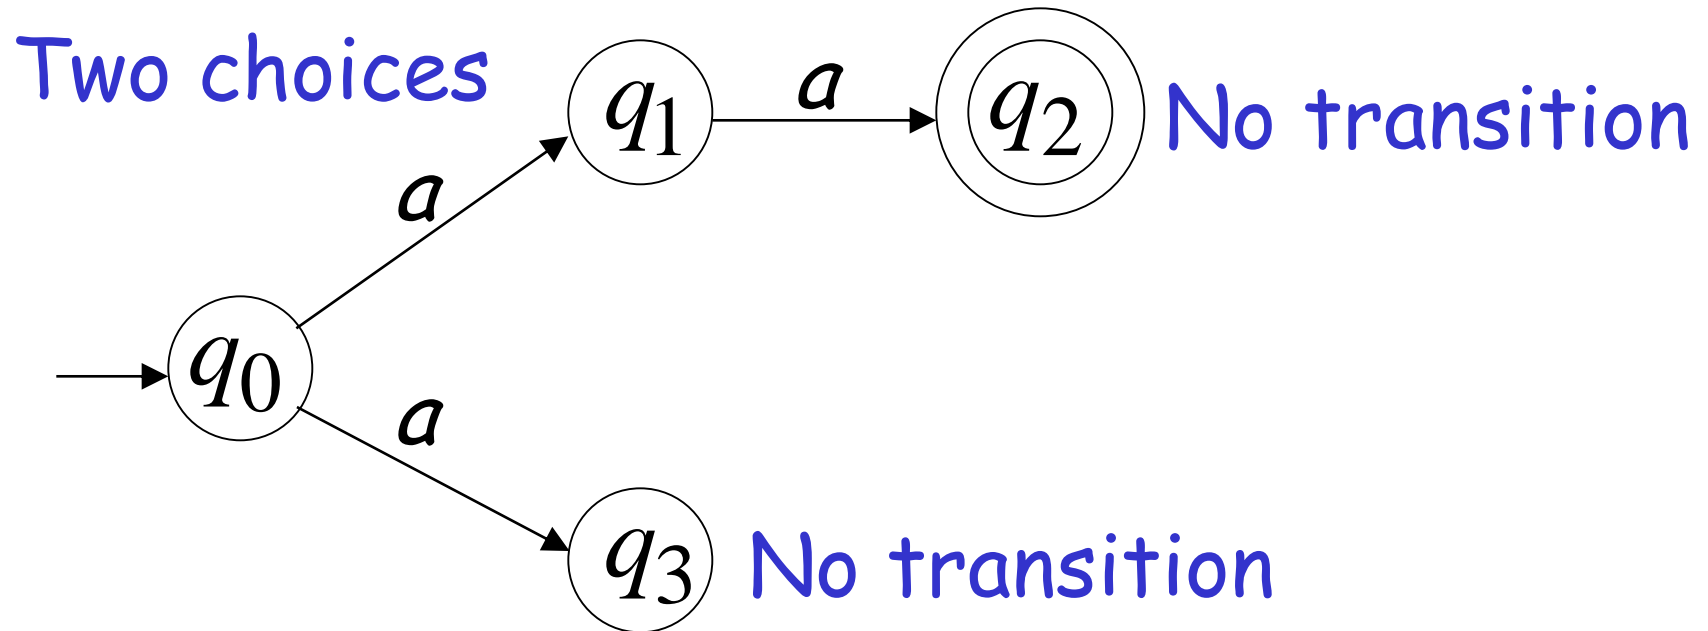 Two choices
q1
a
q2
No transition
a
q0
a
q3
No transition